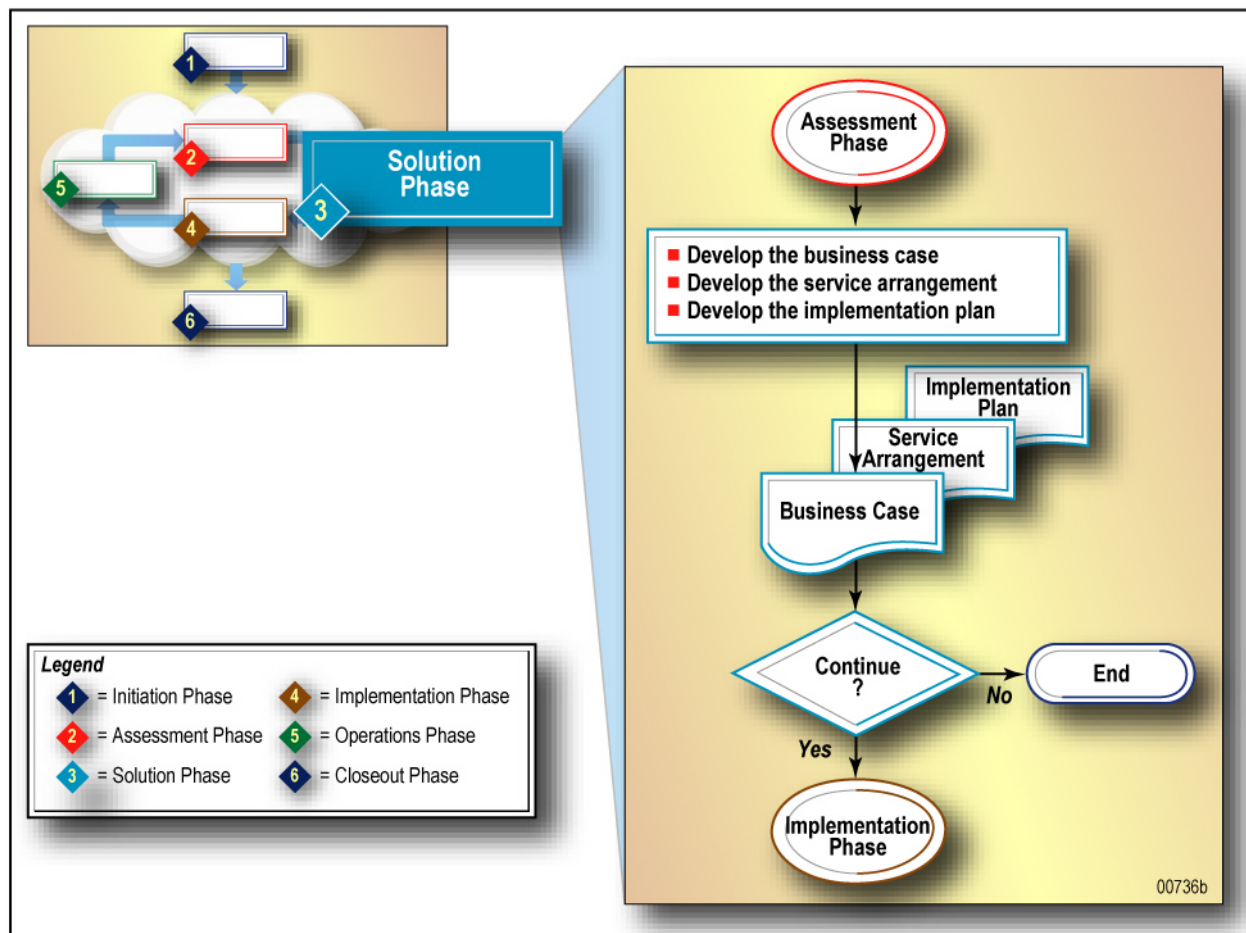 1
2
Solution
Phase
3
5
4
6
Assessment
Phase
Develop the business case
Develop the service arrangement
Develop the implementation plan
Implementation
Plan
Service
Arrangement
Business Case
Continue
?
No
End
Yes
Implementation
Phase
00736b
Legend
1 = Initiation Phase
4 = Implementation Phase
2 = Assessment Phase
5 = Operations Phase
3 = Solution Phase
6 = Closeout Phase